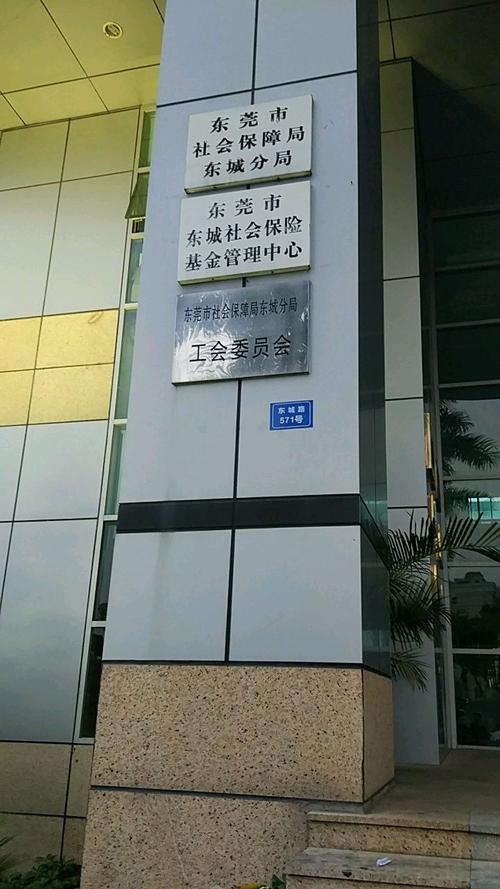 东莞市
社会保障局
东城分局
东莞市
东城社会保险
基金管理中心
东莞市社会保障局东城分局
工会委员会
东城路
571号